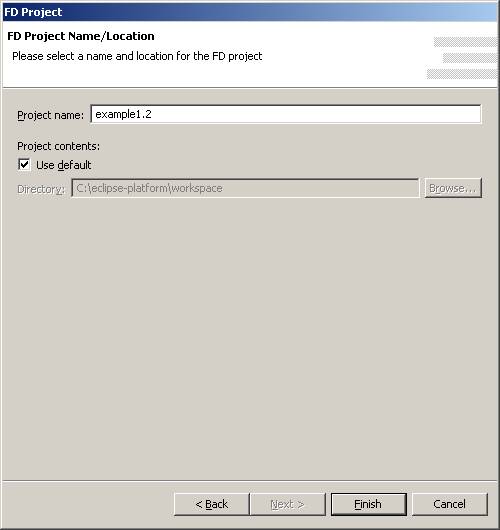 FD Project
FD Project Name/Location
Please select a name and location for the FD project
Project name: example1.2
Project contents:
Use default
Directory: C:\eclipse-platform\workspace Browse...
< Back Next > Finish Cancel